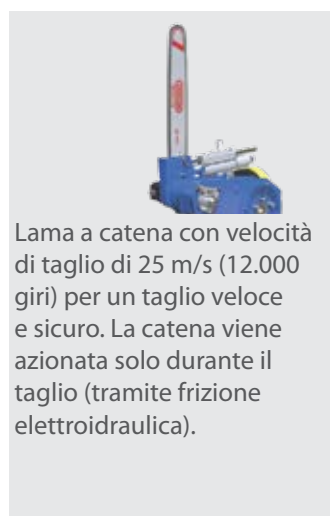 Lama a catena con velocità
di taglio di 25 m/s (12.000
giri) per un taglio veloce
e sicuro. La catena viene
azionata solo durante il
taglio (tramite frizione
elettroidraulica).